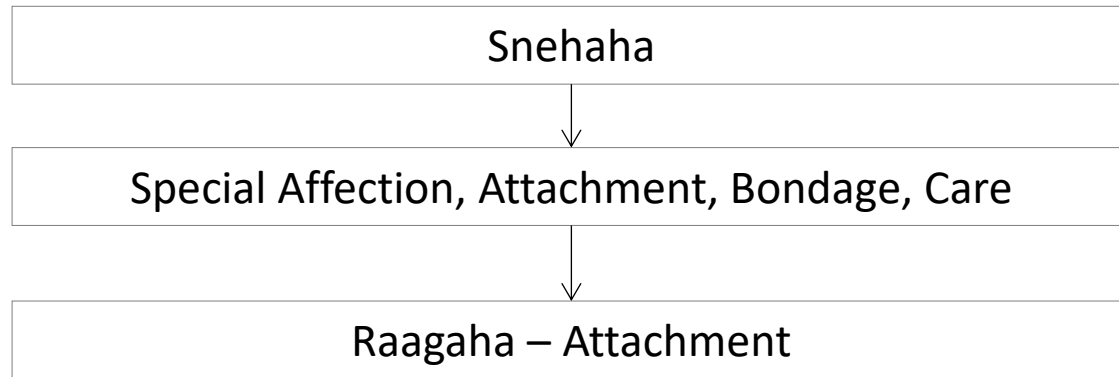 Snehaha
Special Affection, Attachment, Bondage, Care
Raagaha – Attachment